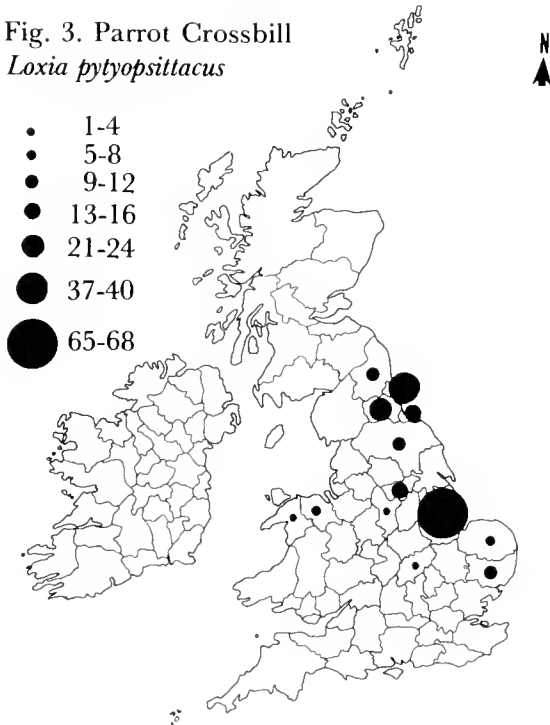 Fig. 3. Parrot Crossbill
Loxia pytyopsittacus
N
1-4
5-8
9-12
13-16
21-24
37-40
65-68